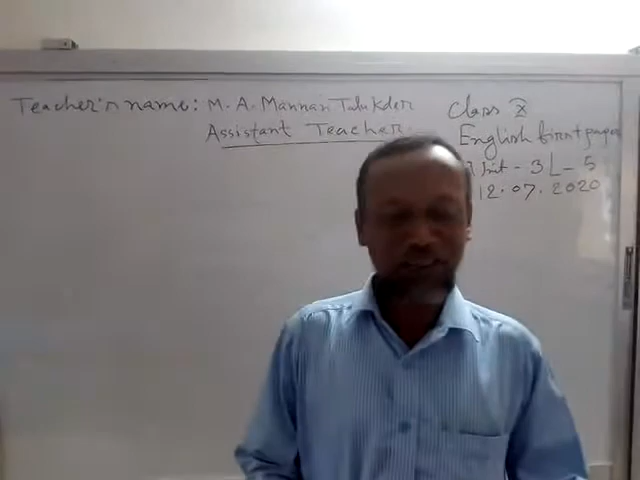 Teacher's name: M. A. Mannan Talukder
Assistant Teacher
Class X
English first paper
Unit - 3 L - 5
12.07.2020